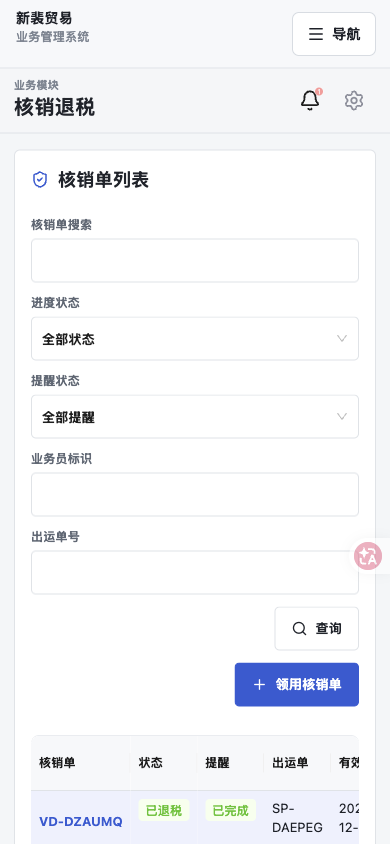 新裴贸易
业务管理系统
导航
业务模块
核销退税
1
核销单列表
核销单搜索
进度状态
全部状态
提醒状态
全部提醒
业务员标识
出运单号
查询
领用核销单
核销单 状态 提醒 出运单 有效
VD-DZAUMQ 已退税 已完成 SP-DAEPEG 202
12-